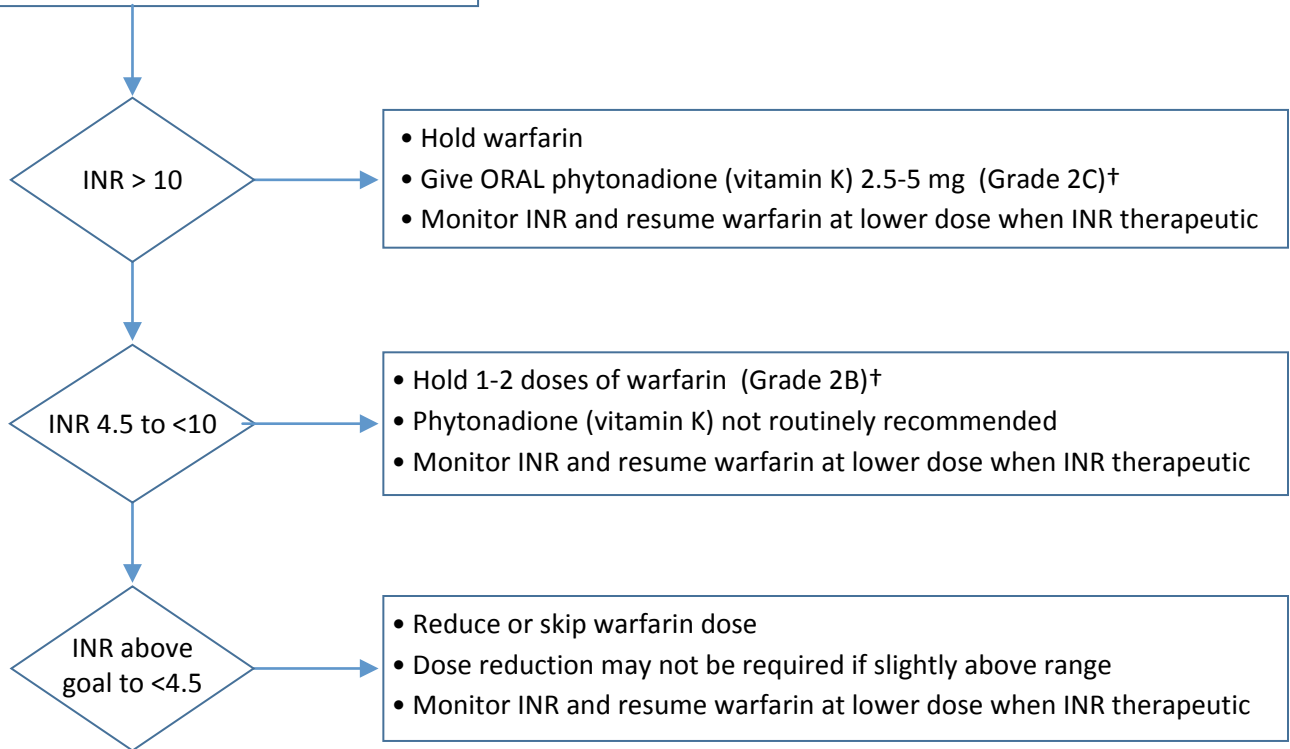 INR > 10
• Hold warfarin
• Give ORAL phytonadione (vitamin K) 2.5-5 mg  (Grade 2C)†
• Monitor INR and resume warfarin at lower dose when INR therapeutic
INR 4.5 to <10
• Hold 1-2 doses of warfarin  (Grade 2B)†
• Phytonadione (vitamin K) not routinely recommended
• Monitor INR and resume warfarin at lower dose when INR therapeutic
INR above
goal to <4.5
• Reduce or skip warfarin dose
• Dose reduction may not be required if slightly above range
• Monitor INR and resume warfarin at lower dose when INR therapeutic